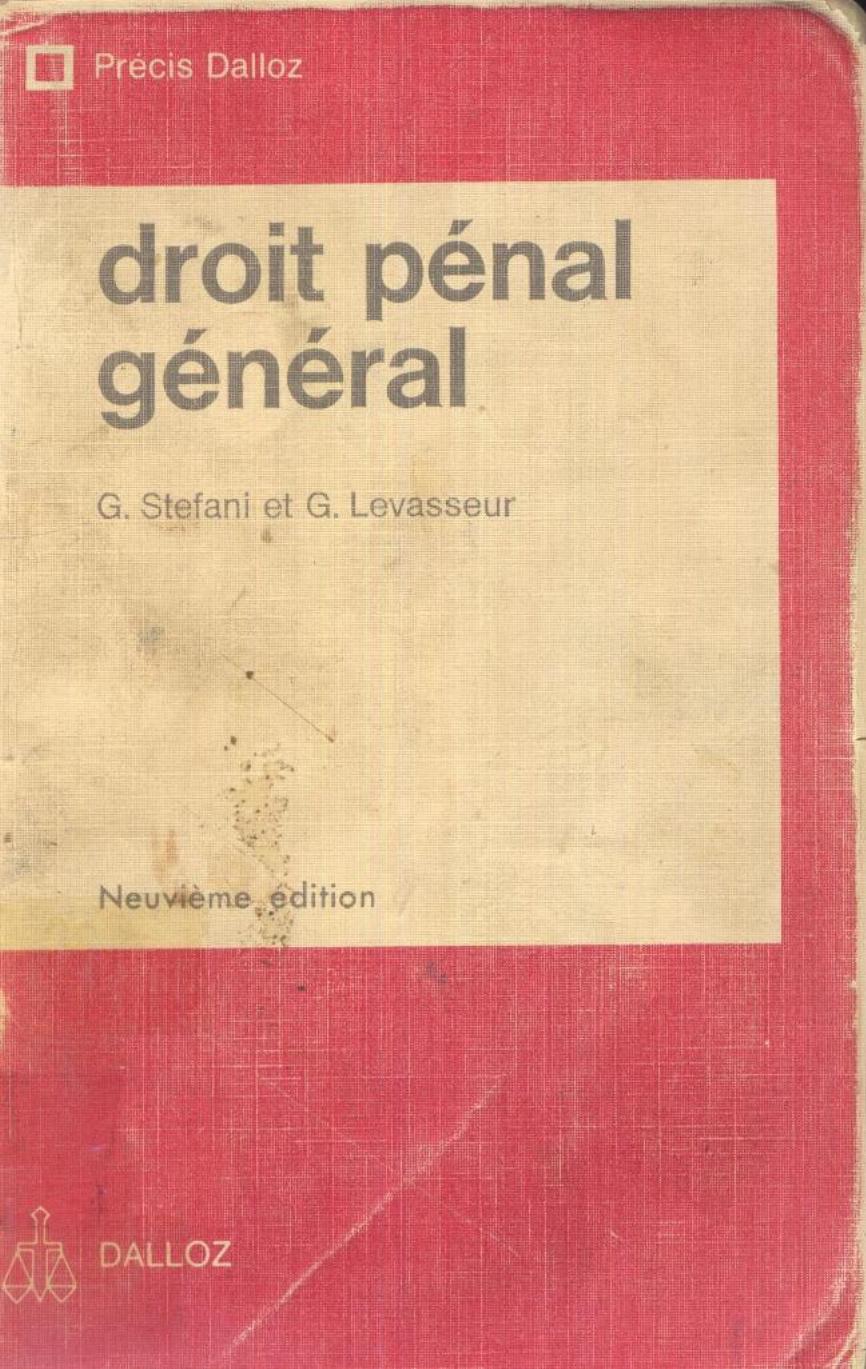 Précis Dalloz
droit pénal
général
G. Stefani et G. Levasseur
Neuvième édition
DALLOZ